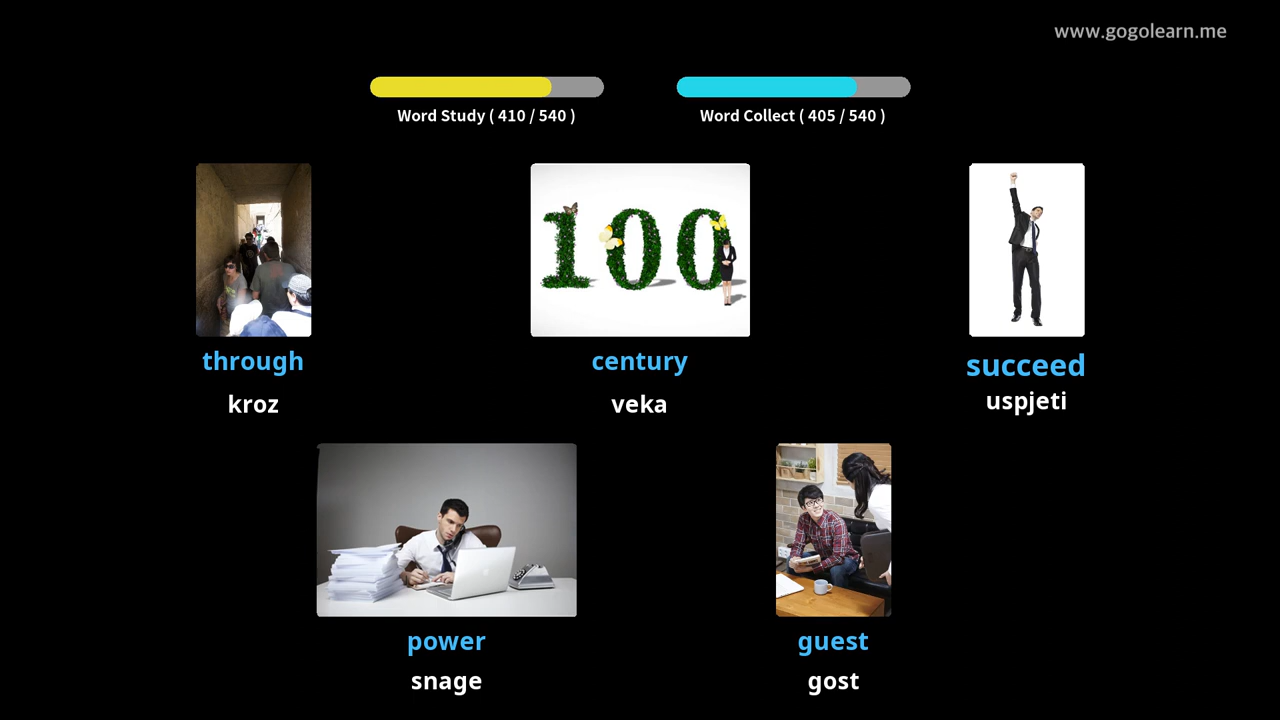 www.gogolearn.me
Word Study ( 410 / 540 )
Word Collect ( 405 / 540 )
100
through
kroz
century
veka
succeed
uspjeti
power
snage
guest
gost